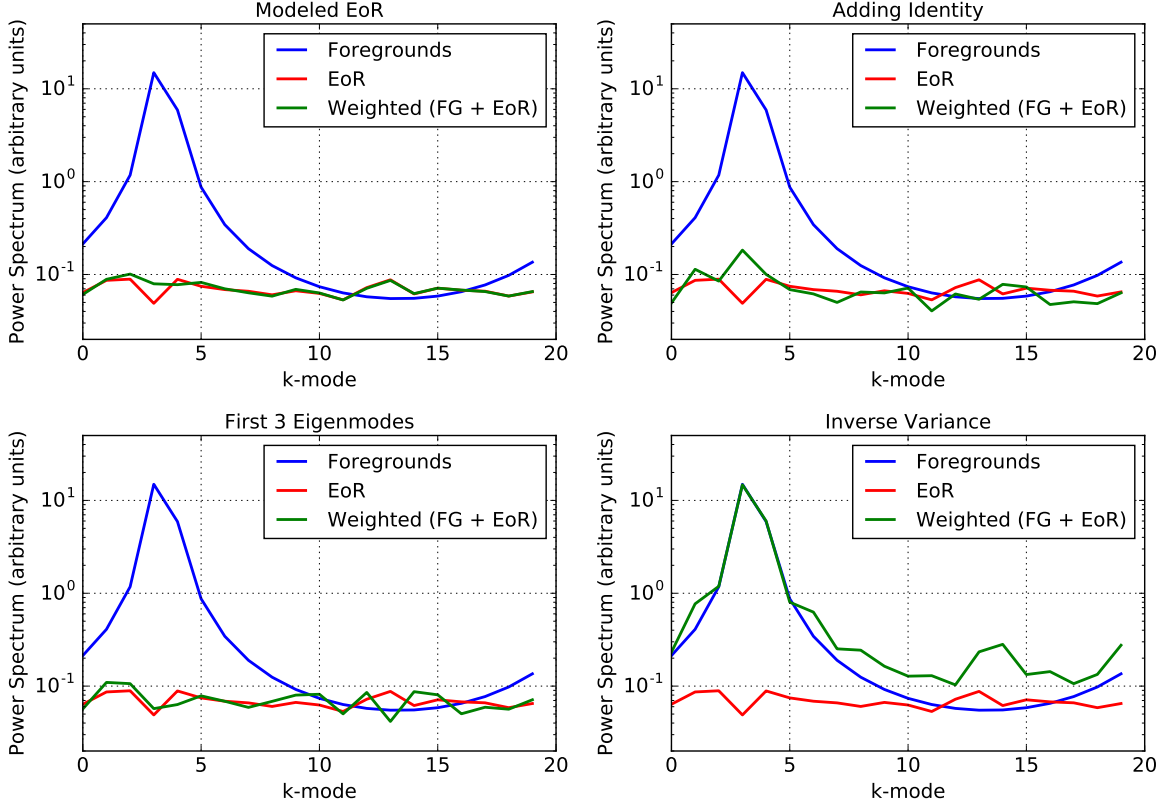 Modeled EoR
Power Spectrum (arbitrary units)
10^1
10^0
10^-1
Foregrounds
EoR
Weighted (FG + EoR)
0 5 10 15 20
k-mode
Adding Identity
Power Spectrum (arbitrary units)
10^1
10^0
10^-1
Foregrounds
EoR
Weighted (FG + EoR)
0 5 10 15 20
k-mode
First 3 Eigenmodes
Power Spectrum (arbitrary units)
10^1
10^0
10^-1
Foregrounds
EoR
Weighted (FG + EoR)
0 5 10 15 20
k-mode
Inverse Variance
Power Spectrum (arbitrary units)
10^1
10^0
10^-1
Foregrounds
EoR
Weighted (FG + EoR)
0 5 10 15 20
k-mode